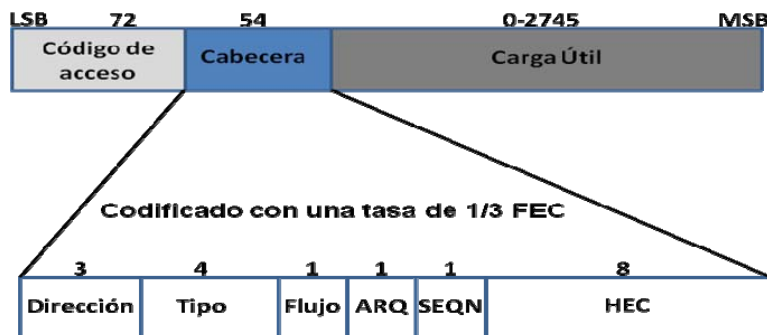 LSB 72 54 0-2745 MSB
Código de acceso Cabecera Carga Útil
Codificado con una tasa de 1/3 FEC
3 4 1 1 1 8
Dirección Tipo Flujo ARQ SEQN HEC